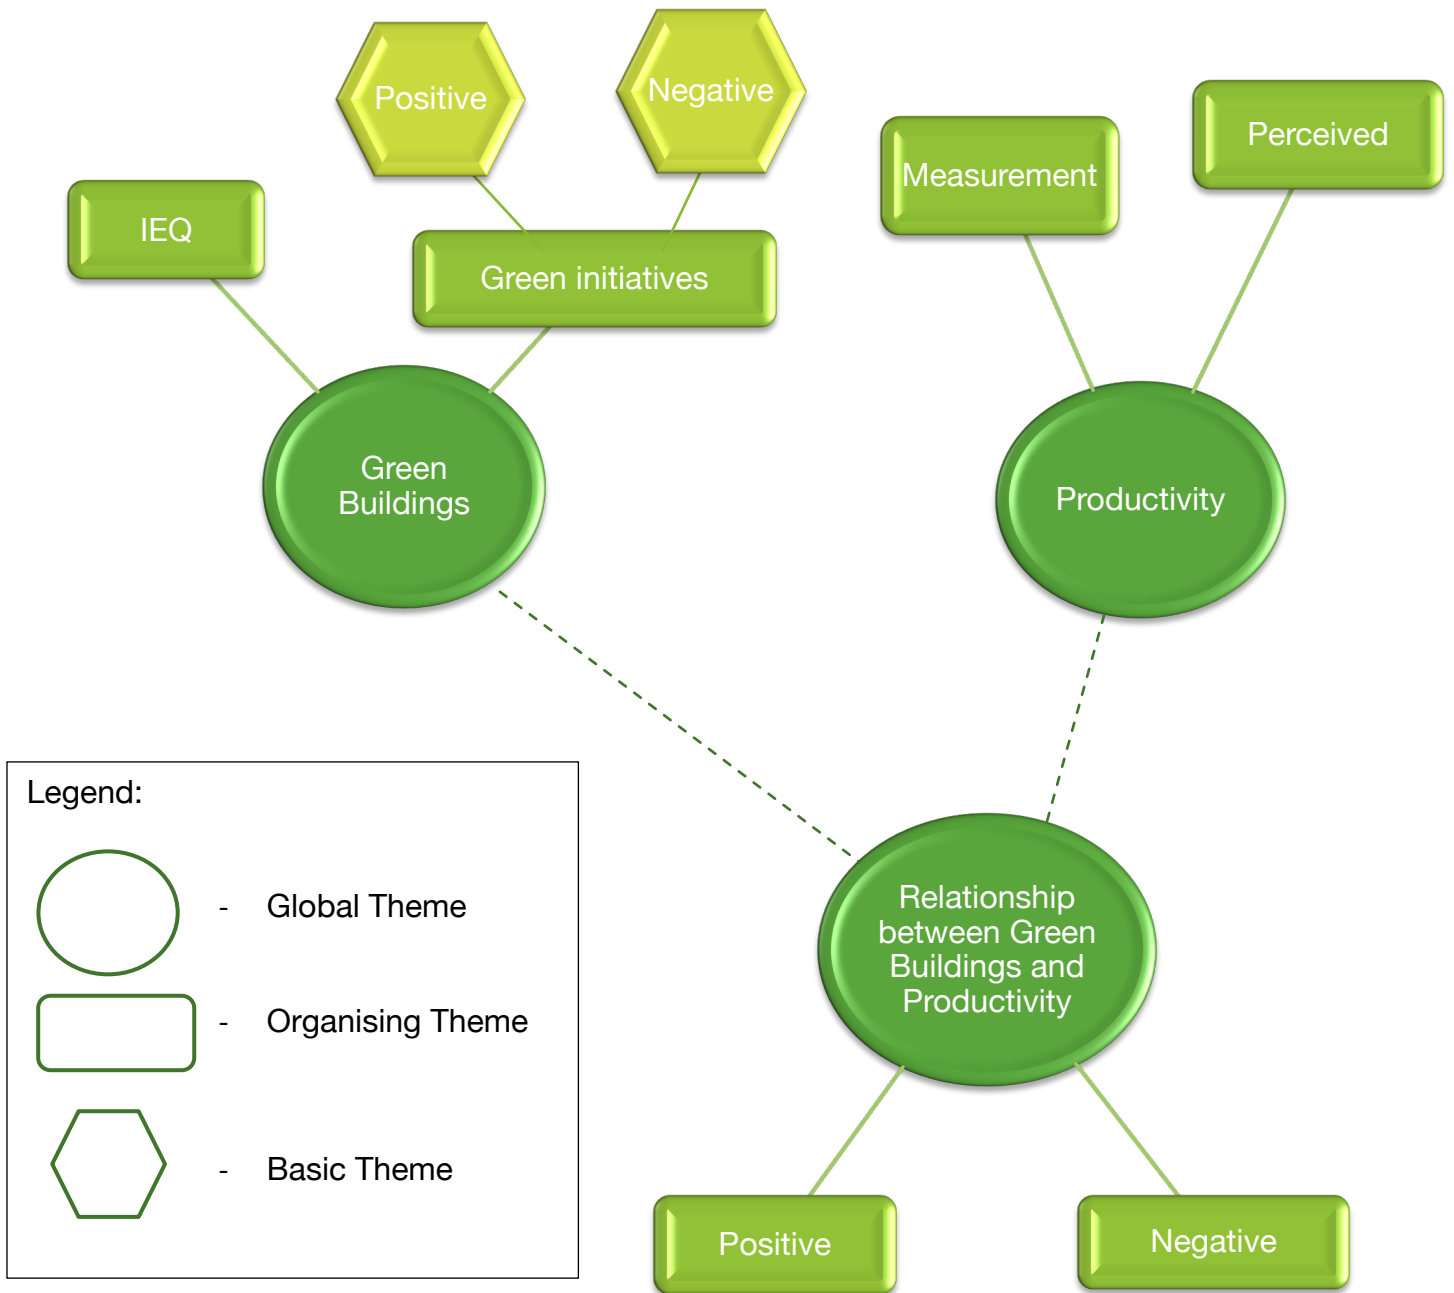 Positive
Negative
Measurement
Perceived
IEQ
Green initiatives
Green
Buildings
Productivity
Relationship
between Green
Buildings and
Productivity
Positive
Negative
Legend:
- Global Theme
- Organising Theme
- Basic Theme